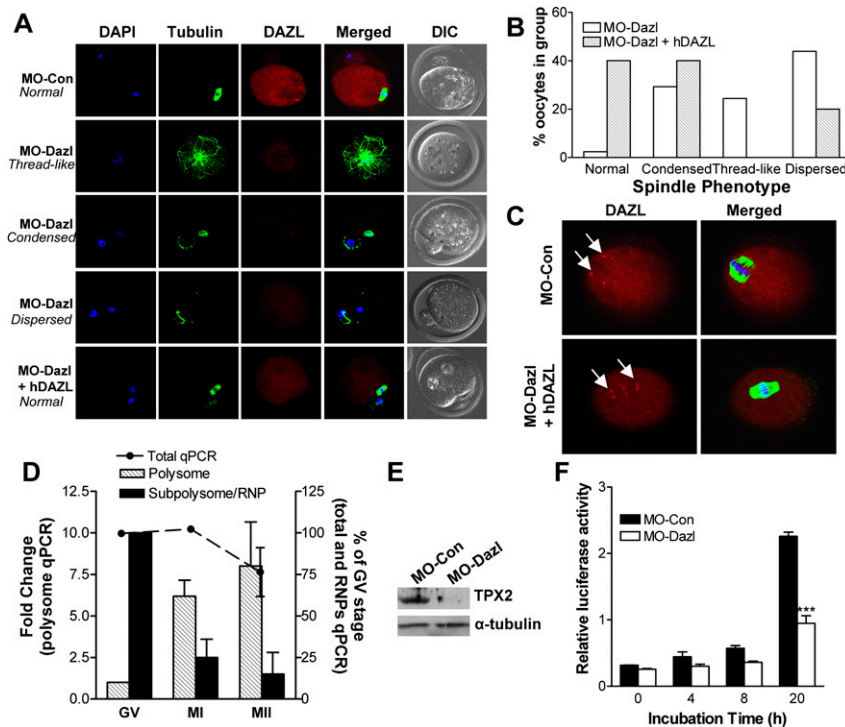 A
DAPI Tubulin DAZL Merged DIC
MO-Con
Normal
MO-Dazl
Thread-like
MO-Dazl
Condensed
MO-Dazl
Dispersed
MO-Dazl
+ hDAZL
Normal
B
MO-Dazl
MO-Dazl + hDAZL
% oocytes in group
60
40
20
0
Normal Condensed Thread-like Dispersed
Spindle Phenotype
C
DAZL Merged
MO-Con
MO-Dazl
+ hDAZL
D
Total qPCR
Polysome
Subpolysome/RNP
Fold Change
(polysome qPCR)
10.0
7.5
5.0
2.5
0.0
% of GV stage
(total and RNPs qPCR)
125
100
75
50
25
0
GV MI MII
E
MO-Con MO-Dazl
TPX2
α-tubulin
F
MO-Con
MO-Dazl
Relative luciferase activity
3
2
1
0
***
0 4 8 20
Incubation Time (h)